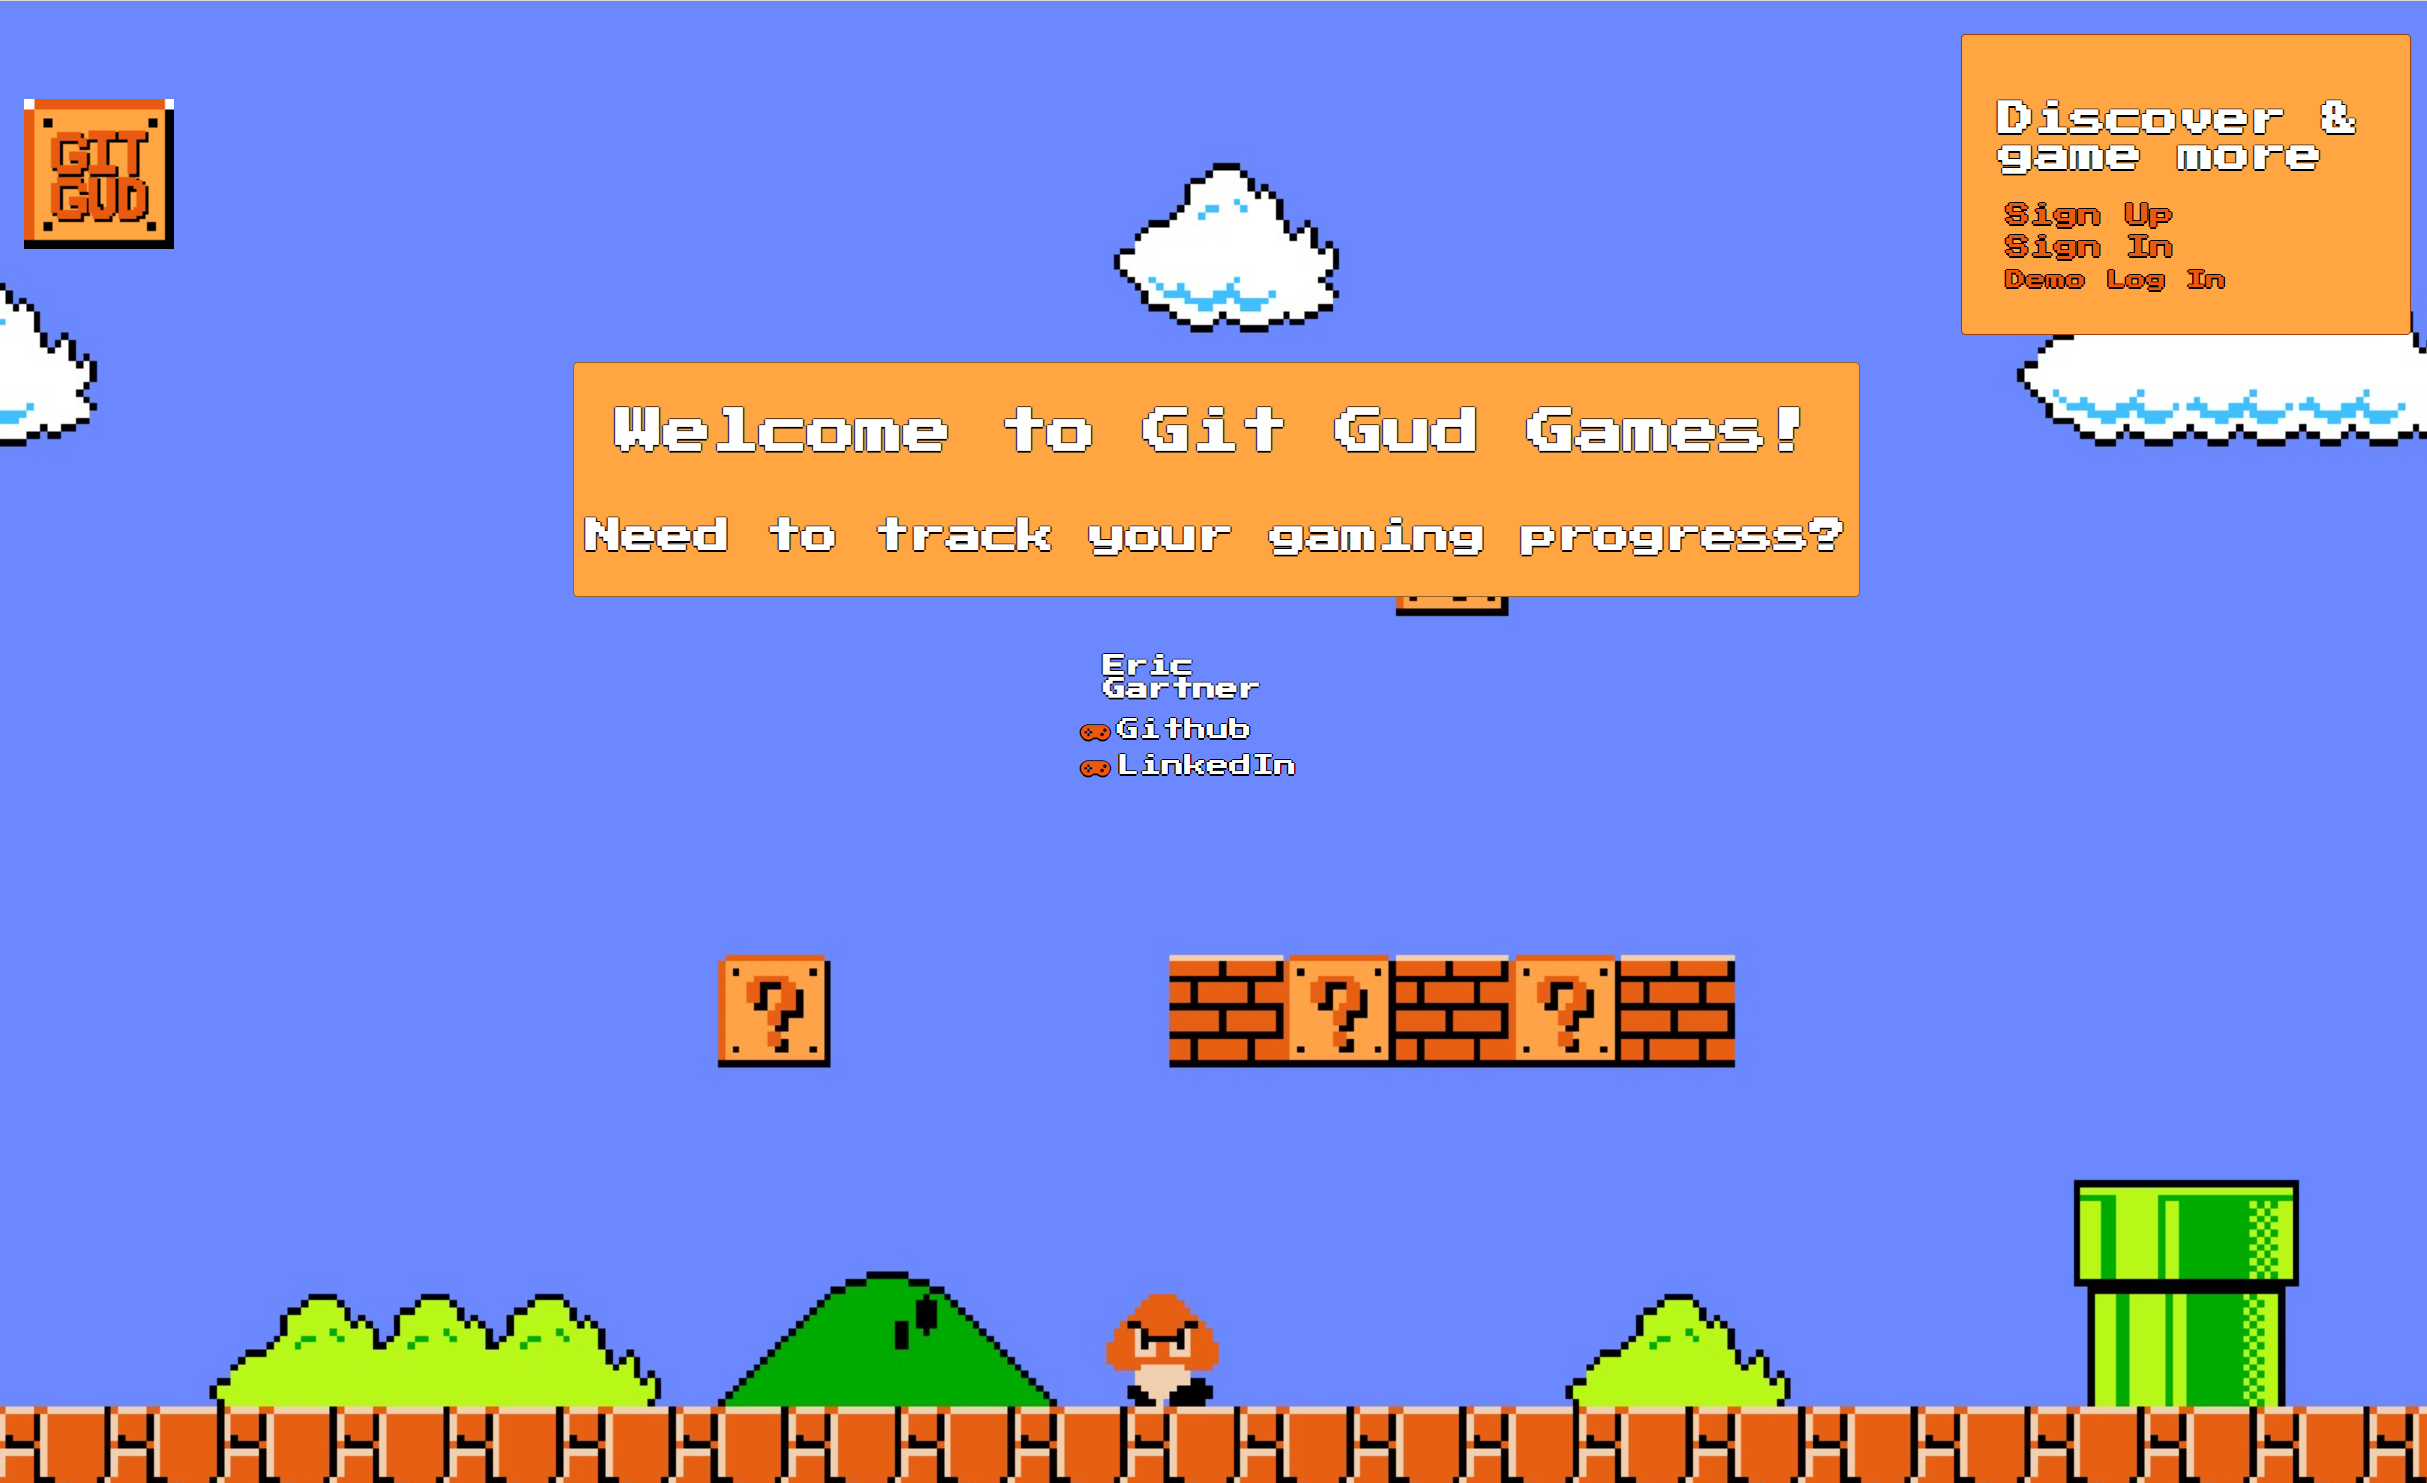 GIT
GUD
Discover &
game more
Sign Up
Sign In
Demo Log In
Welcome to Git Gud Games!
Need to track your gaming progress?
Eric
Gartner
Github
LinkedIn
? ? ?